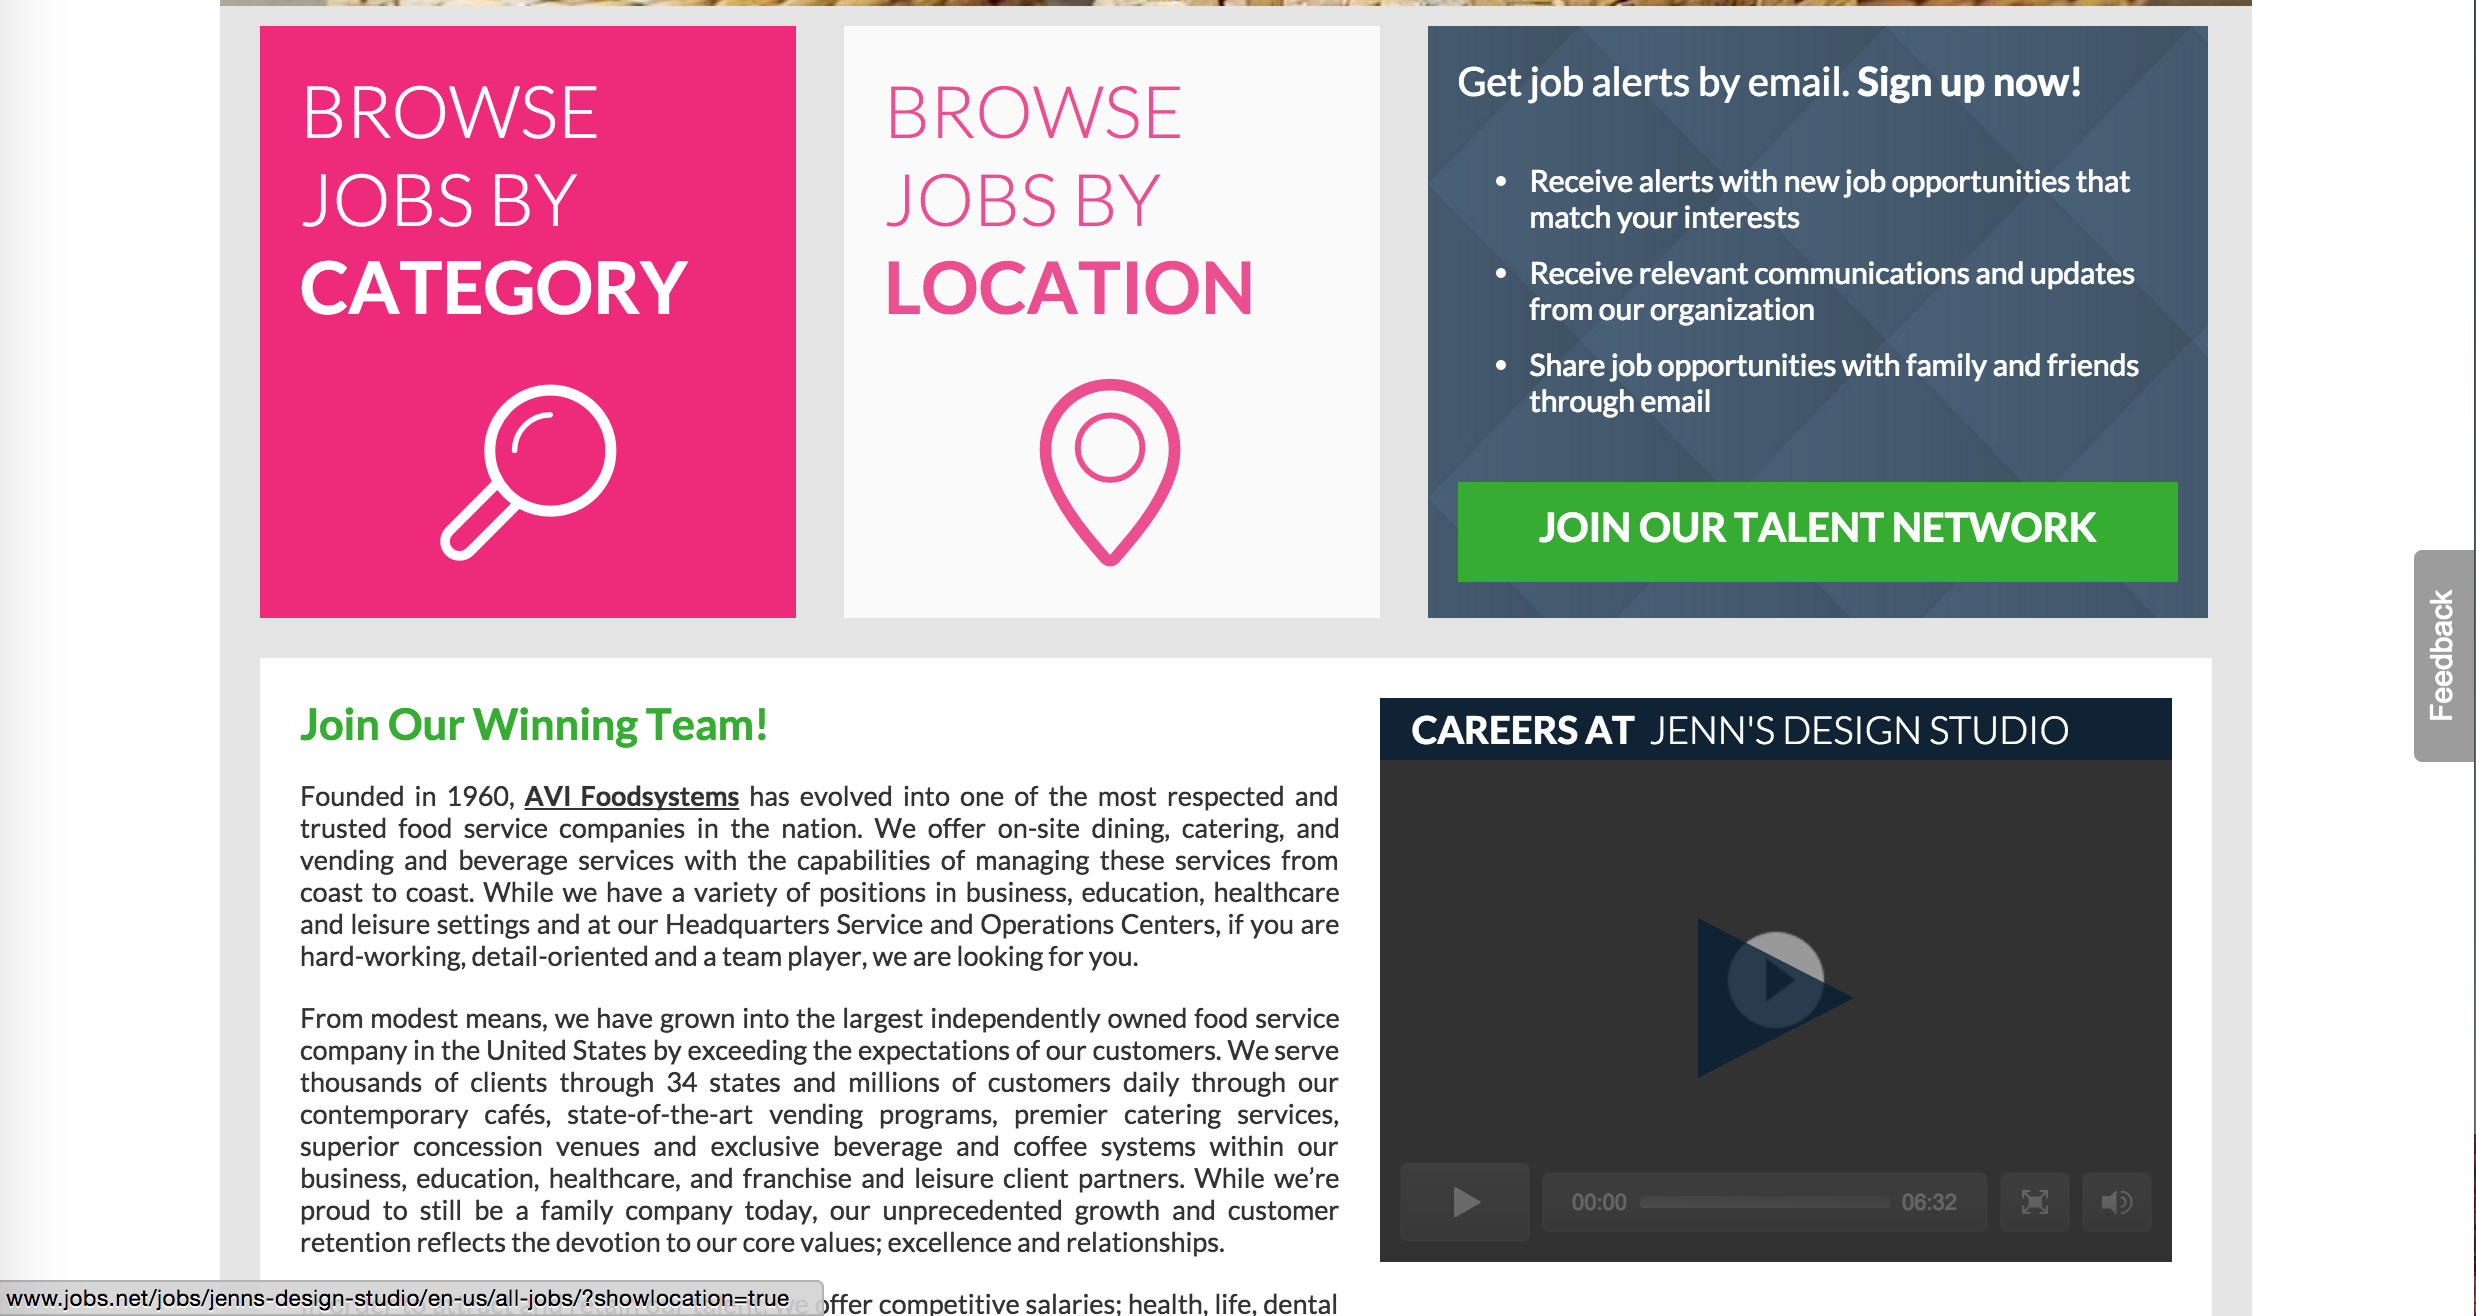 BROWSE
JOBS BY
CATEGORY
BROWSE
JOBS BY
LOCATION
Get job alerts by email. Sign up now!
• Receive alerts with new job opportunities that
match your interests
• Receive relevant communications and updates
from our organization
• Share job opportunities with family and friends
through email
JOIN OUR TALENT NETWORK
Feedback
Join Our Winning Team!
Founded in 1960, AVI Foodsystems has evolved into one of the most respected and
trusted food service companies in the nation. We offer on-site dining, catering, and
vending and beverage services with the capabilities of managing these services from
coast to coast. While we have a variety of positions in business, education, healthcare
and leisure settings and at our Headquarters Service and Operations Centers, if you are
hard-working, detail-oriented and a team player, we are looking for you.
From modest means, we have grown into the largest independently owned food service
company in the United States by exceeding the expectations of our customers. We serve
thousands of clients through 34 states and millions of customers daily through our
contemporary cafés, state-of-the-art vending programs, premier catering services,
superior concession venues and exclusive beverage and coffee systems within our
business, education, healthcare, and franchise and leisure client partners. While we’re
proud to still be a family company today, our unprecedented growth and customer
retention reflects the devotion to our core values; excellence and relationships.
we offer competitive salaries; health, life, dental
CAREERS AT JENN'S DESIGN STUDIO
00:00
06:32
www.jobs.net/jobs/jenns-design-studio/en-us/all-jobs/?showlocation=true